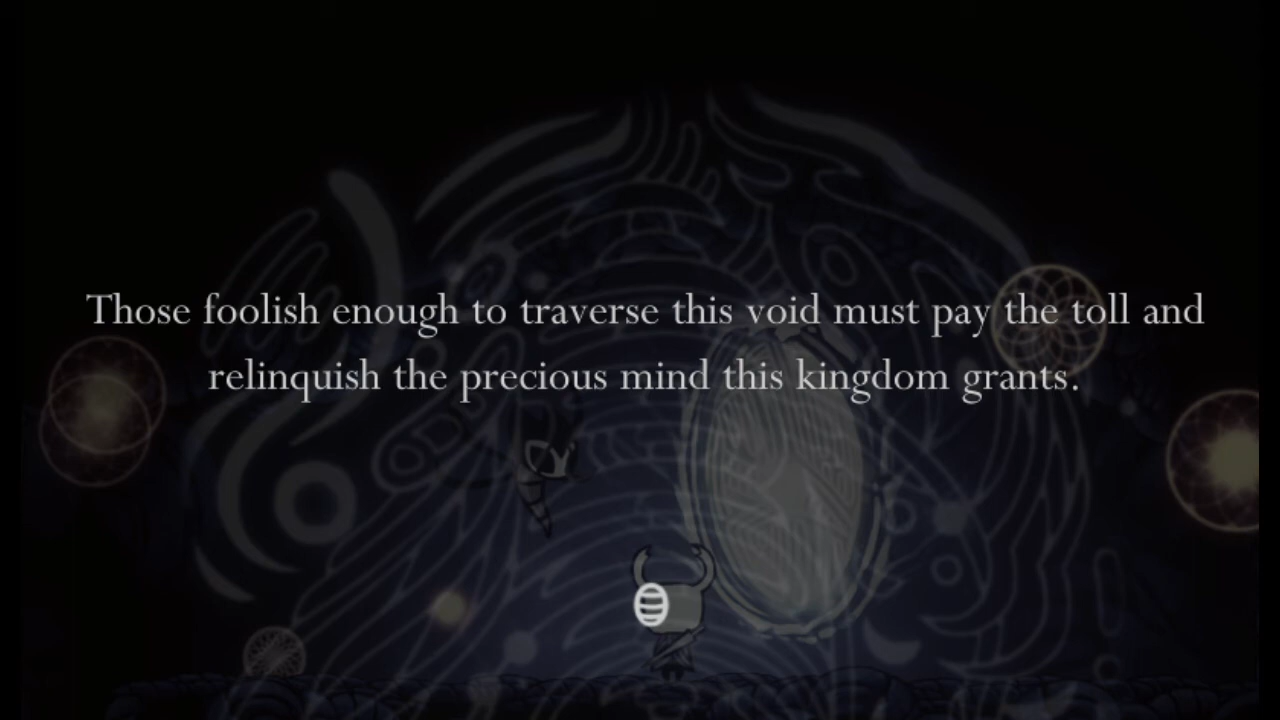 Those foolish enough to traverse this void must pay the toll and
relinquish the precious mind this kingdom grants.